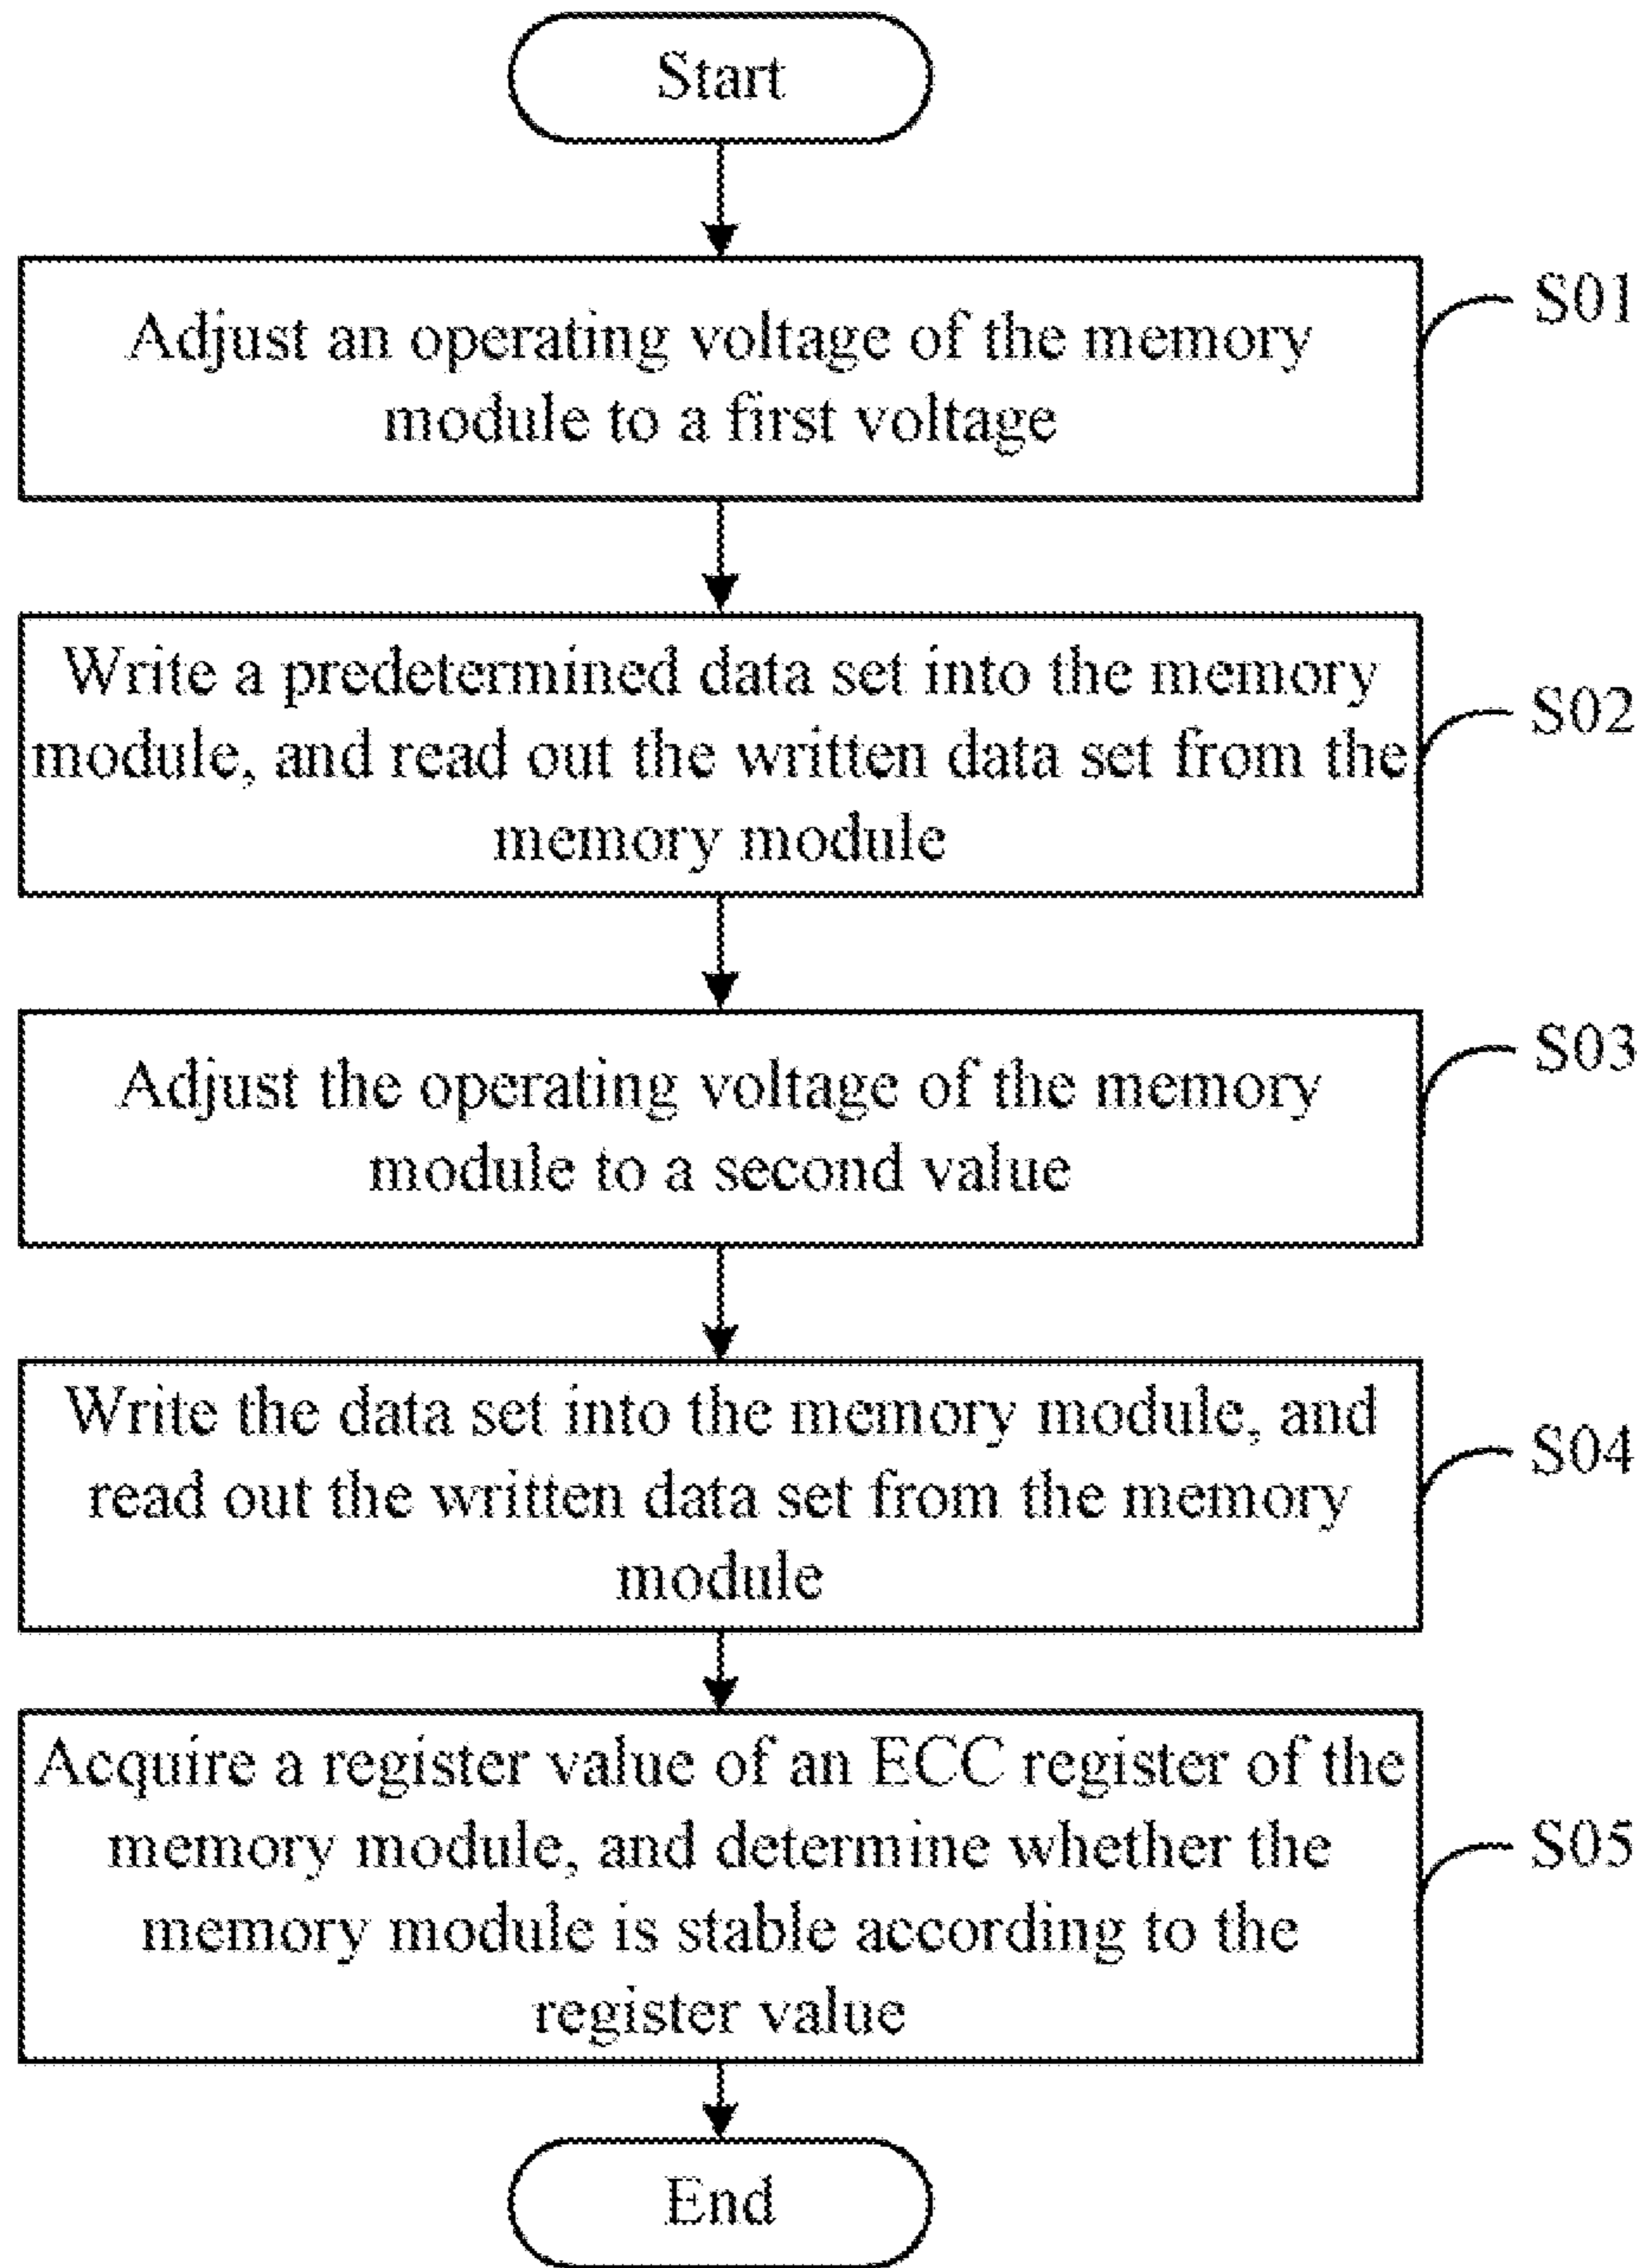 Start
Adjust an operating voltage of the memory
module to a first voltage
S01
Write a predetermined data set into the memory
module, and read out the written data set from the
memory module
S02
Adjust the operating voltage of the memory
module to a second value
S03
Write the data set into the memory module, and
read out the written data set from the memory
module
S04
Acquire a register value of an ECC register of the
memory module, and determine whether the
memory module is stable according to the
register value
S05
End